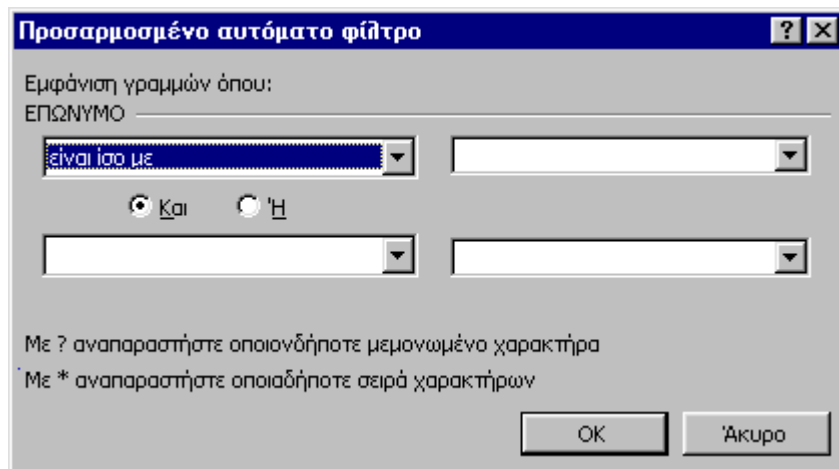 Προσαρμοσμένο αυτόματο φίλτρο
Εμφάνιση γραμμών όπου:
ΕΠΩΝΥΜΟ
είναι ίσο με
Και Ή
Με ? αναπαραστήστε οποιονδήποτε μεμονωμένο χαρακτήρα
Με * αναπαραστήστε οποιαδήποτε σειρά χαρακτήρων
OK Άκυρο